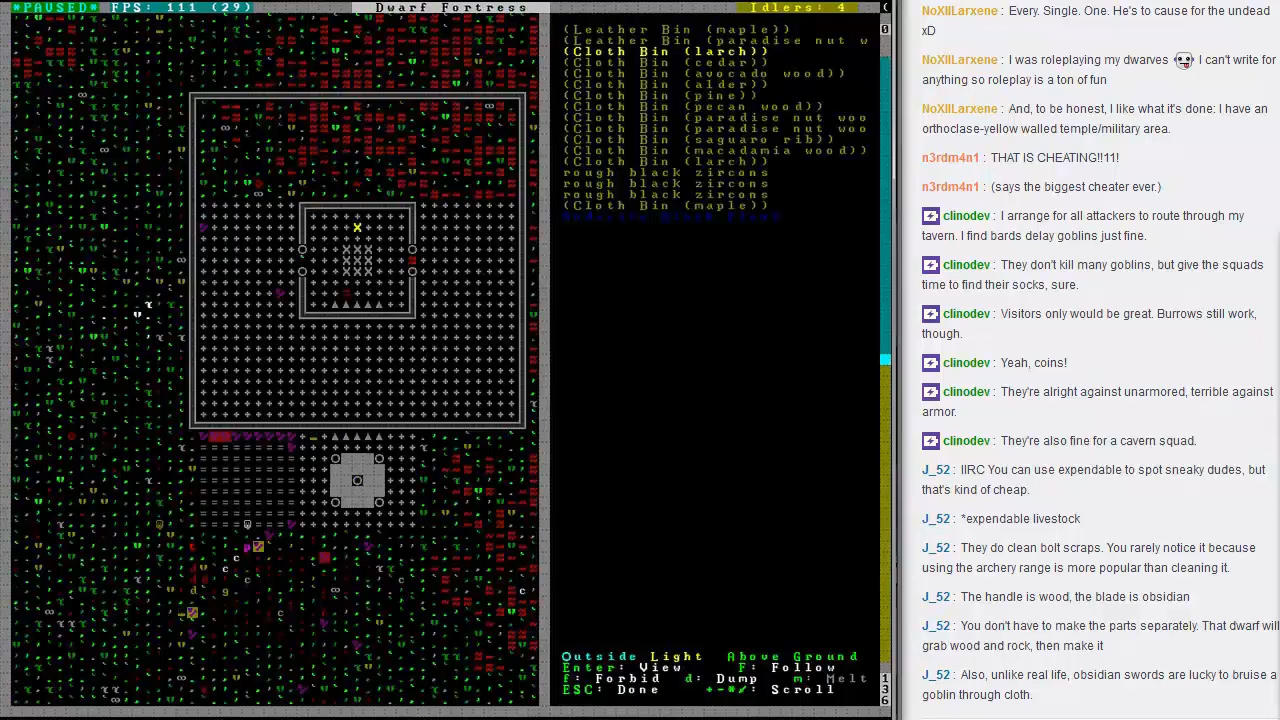 *PAUSED* FPS: 111 (29) Dwarf Fortress Idlers: 4
(Leather Bin (maple))
(Leather Bin (paradise nut w
(Cloth Bin (larch))
(Cloth Bin (cedar))
(Cloth Bin (avocado wood))
(Cloth Bin (alder))
(Cloth Bin (pine))
(Cloth Bin (pecan wood))
(Cloth Bin (paradise nut woo
(Cloth Bin (paradise nut woo
(Cloth Bin (saguaro rib))
(Cloth Bin (macadamia wood))
(Cloth Bin (larch))
rough black zircons
rough black zircons
rough black zircons
(Cloth Bin (maple))
Outside Light Above Ground
Enter: View F: Follow
f: Forbid d: Dump m: Melt
ESC: Done +-*/: Scroll
NoXIILarxene : Every. Single. Time. He's to cause for the undead
xD
NoXIILarxene : I wasted replying my dwarves. I can't write for
anything so role play isn't my thing.
NoXIILarxene : And, to be honest, I like what it's done. I have an
orthoclase-yellow tower hanging over my military area.
n3rdm4n1 : THAT IS CHEATING!! !!!
n3rdm4n1 : (says the biggest cheater ever.)
clinodev : I arrange for all ground access to route through my
tavern. I find bards delay goblins just fine.
clinodev : They don't kill many goblins, but give the squads
time to find their socks, sure.
clinodev : Visitors only would be great. Burrows still work,
though.
clinodev : Yeah, coins!
clinodev : They're alright against unarmored, terrible against
armor.
clinodev : They're also fine for a cavern squad.
J_52 : IIRC You can use expendable to spot sneaky dudes, but
that's kind of cheap.
J_52 : *expendable livestock
J_52 : They do clean bolt scraps. You rarely notice it because
using the archery range is more popular than cleaning it.
J_52 : The handle is wood, the blade is obsidian
J_52 : You don't have to make the parts separately. That dwarf will
grab wood and rock, then make it
J_52 : Also, unlike real life, obsidian swords are lucky to bruise a
goblin through cloth.